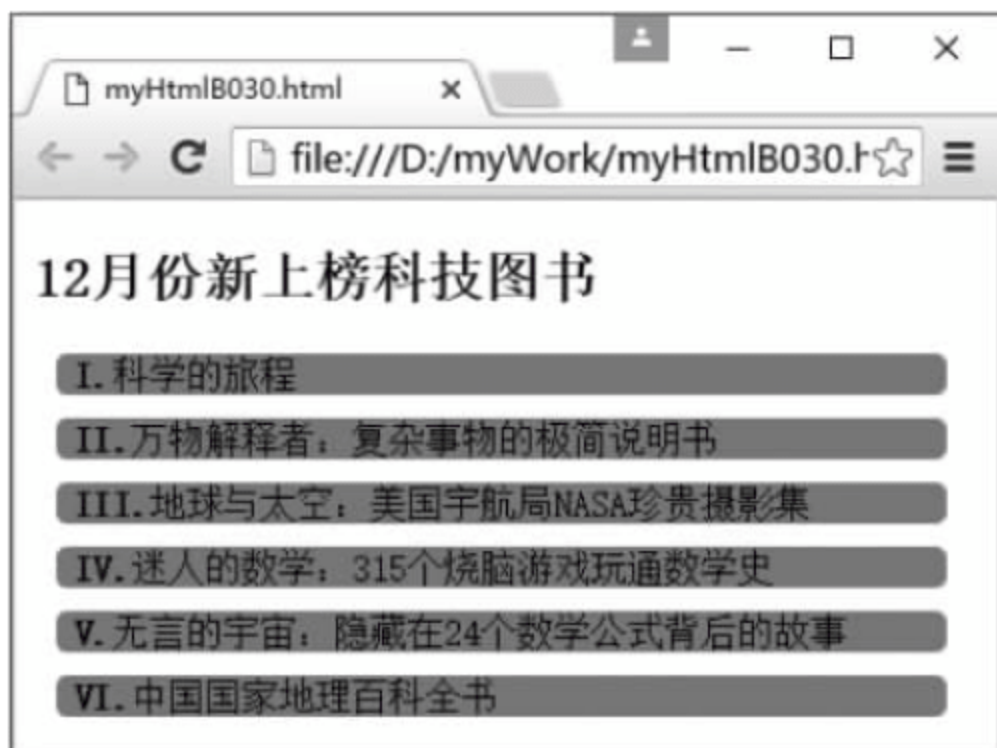 myHtmlB030.html
file:///D:/myWork/myHtmlB030.h
12月份新上榜科技图书
I.科学的旅程
II.万物解释者：复杂事物的极简说明书
III.地球与太空：美国宇航局NASA珍贵摄影集
IV.迷人的数学：315个烧脑游戏玩通数学史
V.无言的宇宙：隐藏在24个数学公式背后的故事
VI.中国国家地理百科全书